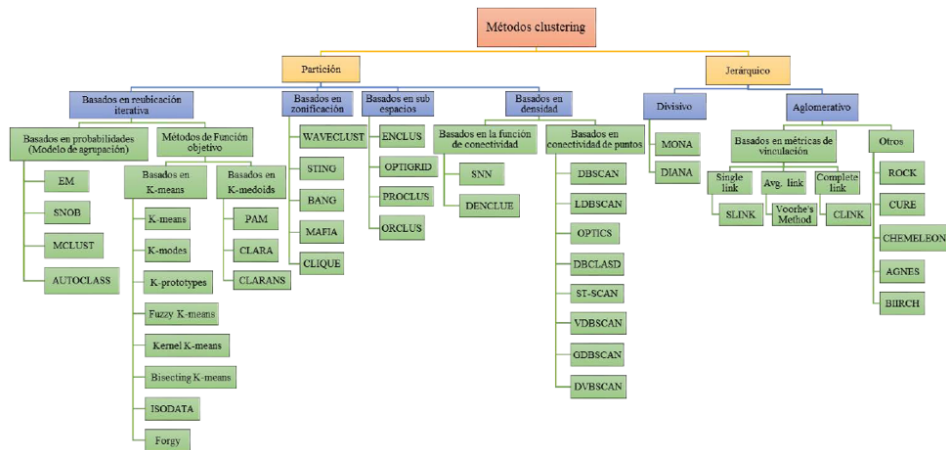 Métodos clustering
Partición
Jerárquico
Basados en reubicación
iterativa
Basados en
zonificación
Basados en sub
espacios
Basados en
densidad
Divisivo
Aglomerativo
Basados en probabilidades
(Modelo de agrupación)
Métodos de Función
objetivo
EM
SNOB
MCLUST
AUTOCLASS
Basados en
K-means
K-means
K-modes
K-prototypes
Fuzzy K-means
Kernel K-means
Bisecting K-means
ISODATA
Forgy
Basados en
K-medoids
PAM
CLARA
CLARANS
WAVECLUST
STING
BANG
MAFIA
CLIQUE
ENCLUS
OPTIGRID
PROCLUS
ORCLUS
Basados en la función
de conectividad
SNN
DENCLUE
Basados en
conectividad de puntos
DBSCAN
LDBSCAN
OPTICS
DBCLASD
ST-SCAN
VDBSCAN
GDBSCAN
DVBSCAN
MONA
DIANA
Basados en métricas de
vinculación
Single
link
SLINK
Avg. link
Voorhe's
Method
Complete
link
CLINK
Otros
ROCK
CURE
CHEMELEON
AGNES
BIIRCH